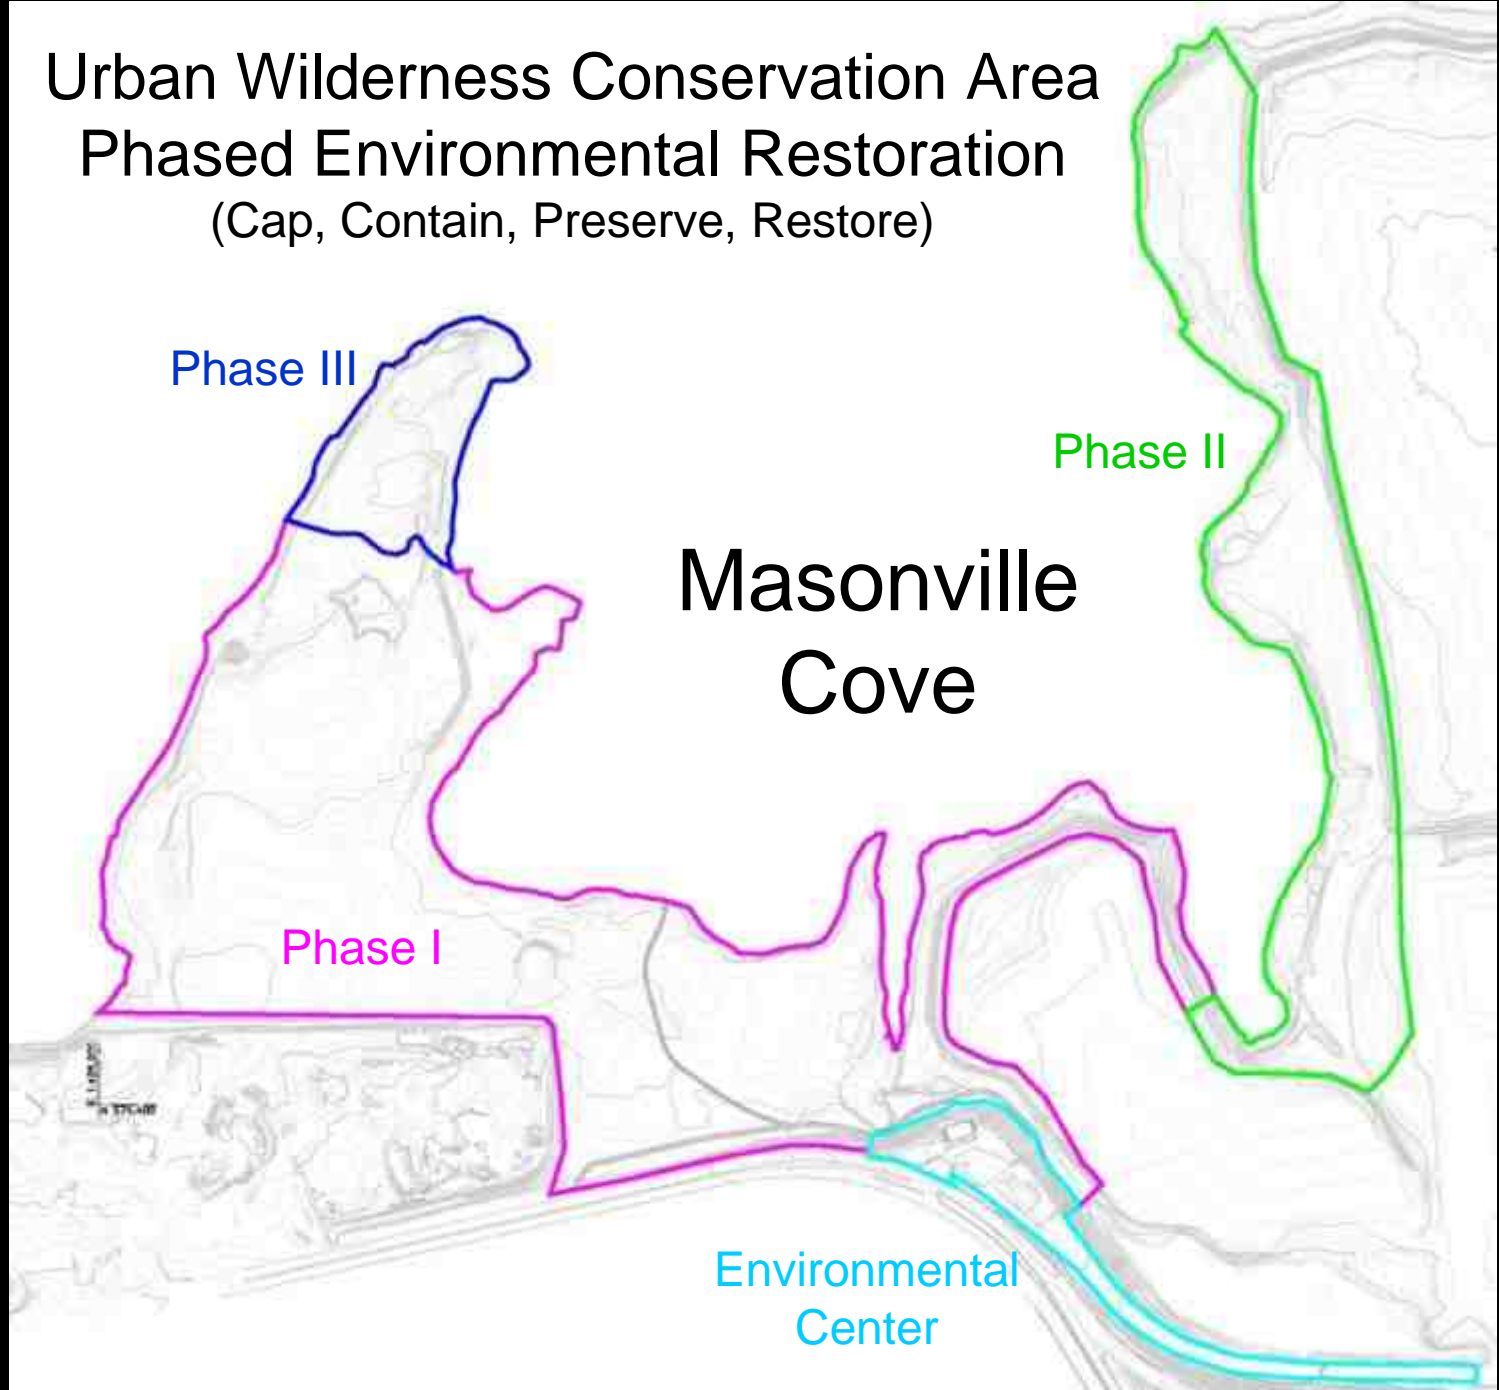 Urban Wilderness Conservation Area
Phased Environmental Restoration
(Cap, Contain, Preserve, Restore)
Phase III
Phase II
Masonville
Cove
Phase I
Environmental
Center